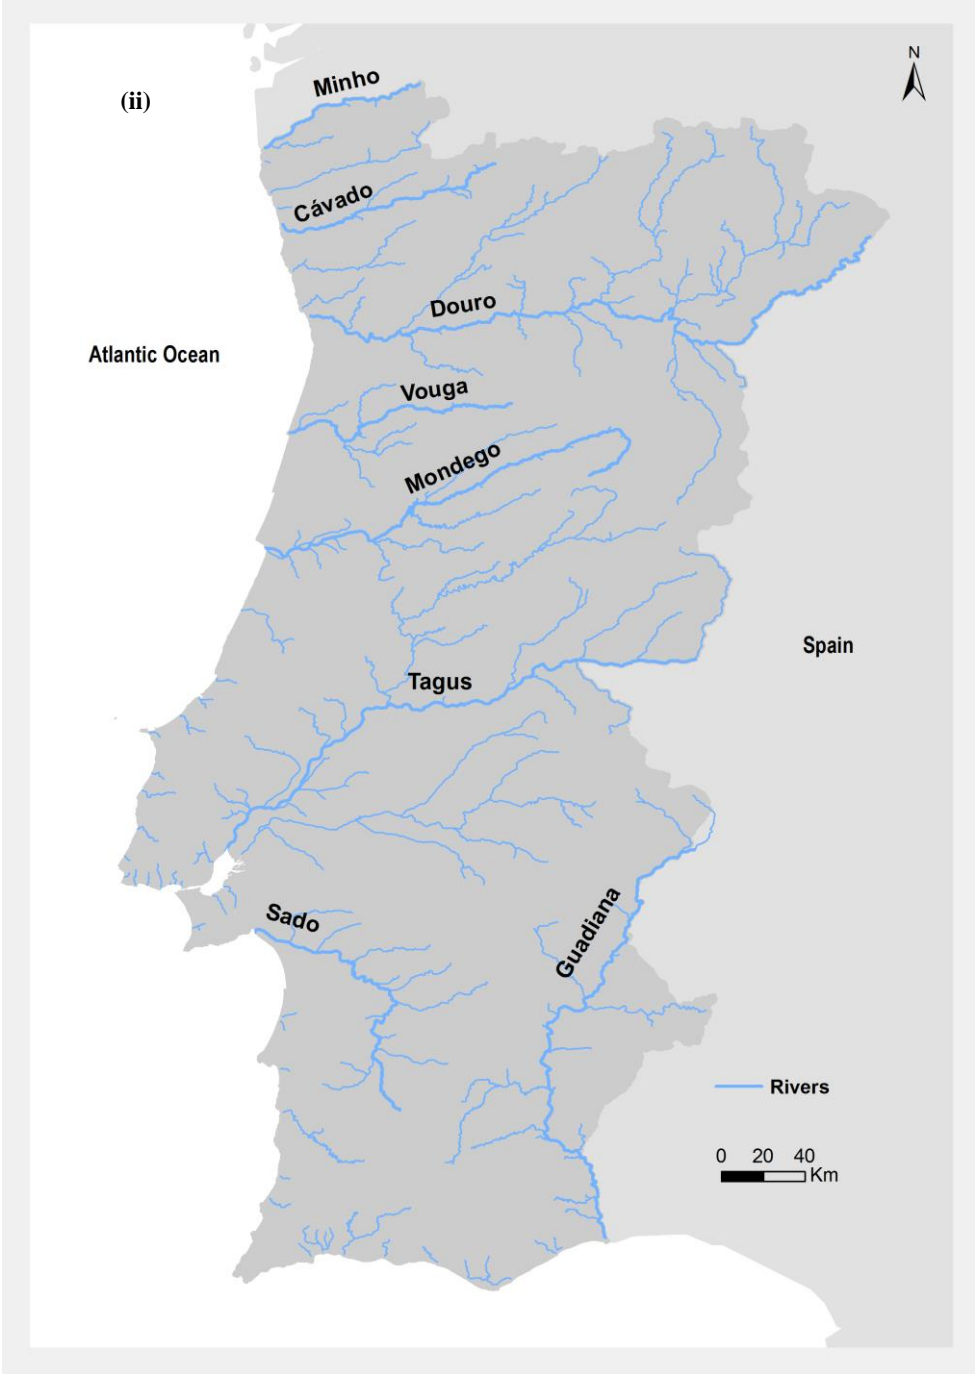 N
Minho
(ii)
Cávado
Douro
Atlantic Ocean
Vouga
Mondego
Spain
Tagus
Guadiana
Sado
Rivers
0 20 40
Km